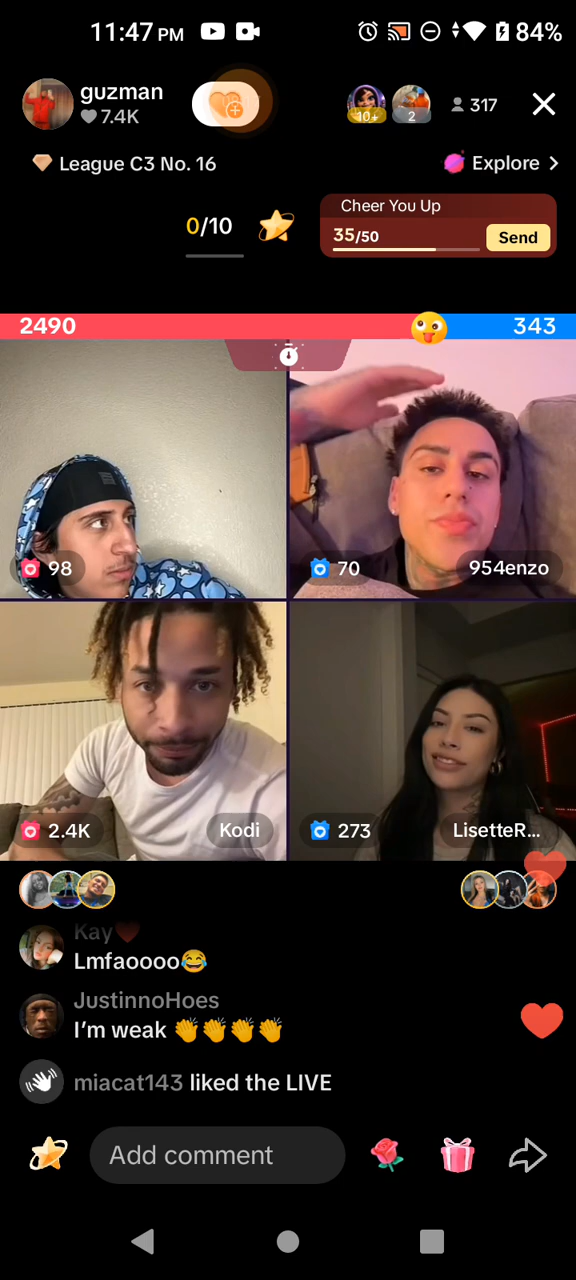 11:47 PM
84%
guzman
7.4K
10+
2
317
League C3 No. 16
Explore
0/10
Cheer You Up
35/50
Send
2490
343
98
70
954enzo
2.4K
Kodi
273
LisetteR...
Kay❤️
Lmfaoooo😂
JustinnoHoes
I'm weak 👏👏👏👏
miacat143 liked the LIVE
Add comment